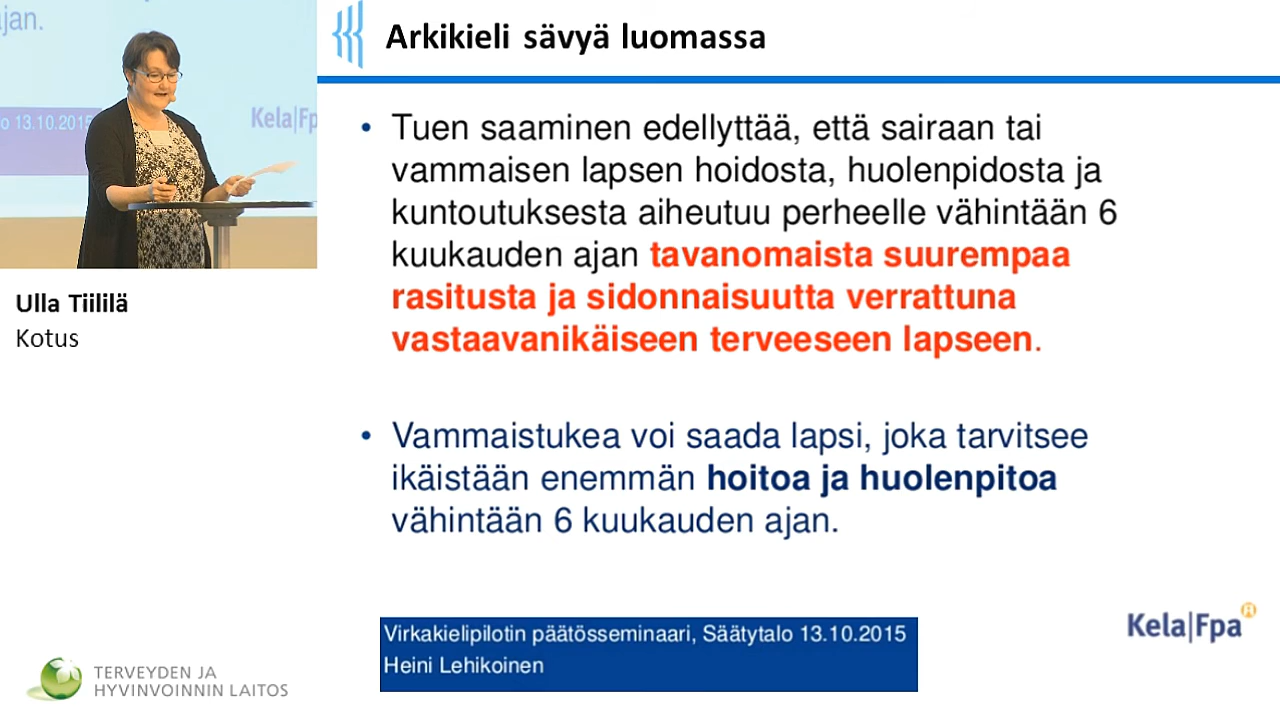 jan.
o 13.10.2015
Kela|Fp
Ulla Tiililä
Kotus
Arkikieli sävyä luomassa
• Tuen saaminen edellyttää, että sairaan tai
vammaisen lapsen hoidosta, huolenpidosta ja
kuntoutuksesta aiheutuu perheelle vähintään 6
kuukauden ajan tavanomaista suurempaa
rasitusta ja sidonnaisuutta verrattuna
vastaavanikäiseen terveeseen lapseen.
• Vammaistukea voi saada lapsi, joka tarvitsee
ikäistään enemmän hoitoa ja huolenpitoa
vähintään 6 kuukauden ajan.
Virkakielipilotin päätösseminaari, Säätytalo 13.10.2015
Heini Lehikoinen
Kela|Fpa
TERVEYDEN JA
HYVINVOINNIN LAITOS